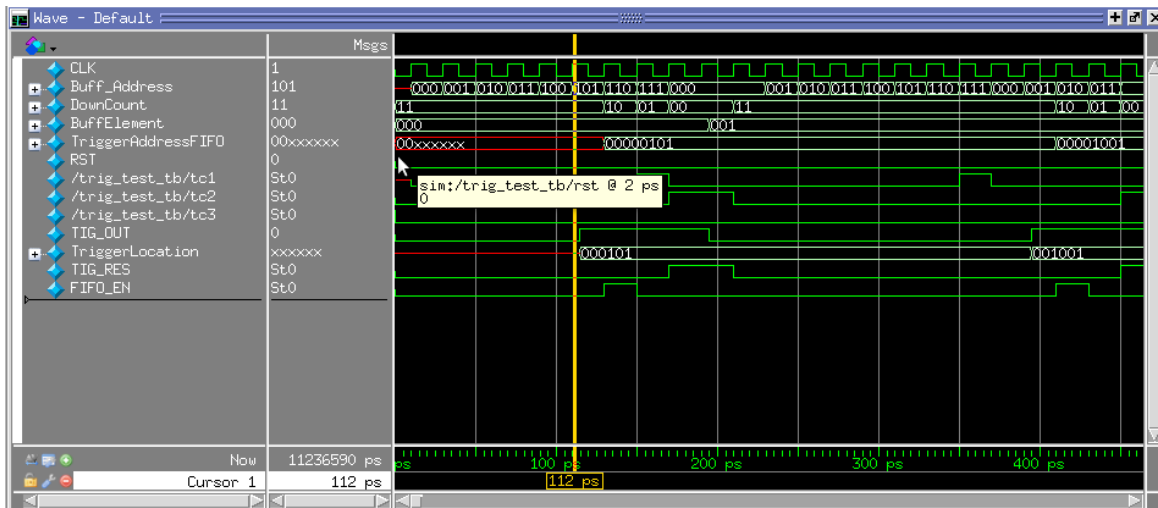 Wave - Default
Msgs
CLK 1
Buff_Address 101 000 001 010 011 100 101 110 111 000 001 010 011 100 101 110 111 000 001 010 011
DownCount 11 11 10 01 00 11 10 01 00
BuffElement 000 000 001
TriggerAddressFIFO 00xxxxxx 00xxxxxx 00000101 00001001
RST 0
/trig_test_tb/tc1 St0 sim:/trig_test_tb/rst @ 2 ps
/trig_test_tb/tc2 St0 0
/trig_test_tb/tc3 St0
TIG_OUT 0
TriggerLocation xxxxxx 000101 001001
TIG_RES St0
FIFO_EN St0
Now 11236590 ps ps 100 ps 200 ps 300 ps 400 ps
Cursor 1 112 ps 112 ps